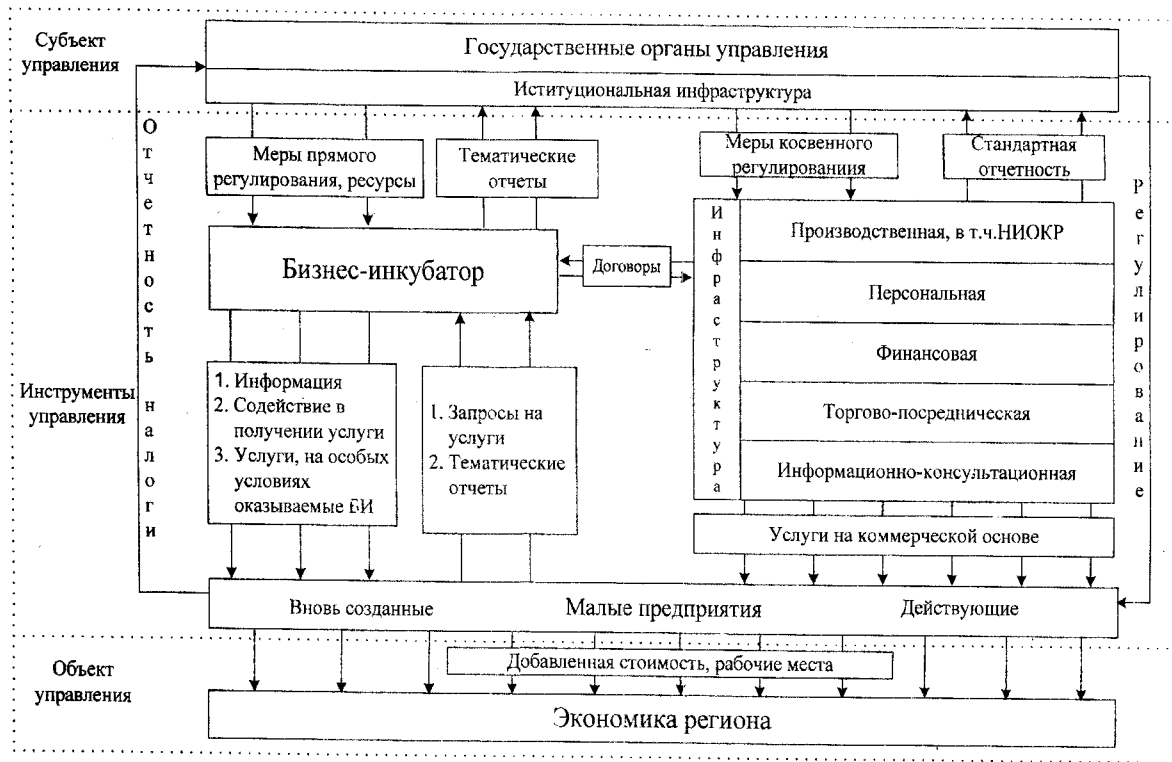 Субъект
управления
Государственные органы управления
Иституциональная инфраструктура
Отчетность налоги
Меры прямого
регулирования, ресурсы
Тематические
отчеты
Меры косвенного
регулированиия
Стандартная
отчетность
Регулирование
Инфраструктура
Производственная, в т.ч.НИОКР
Персональная
Финансовая
Торгово-посредническая
Информационно-консультационная
Бизнес-инкубатор
Договоры
Инструменты
управления
1. Информация
2. Содействие в
получении услуги
3. Услуги, на особых
условиях
оказываемые БИ
1. Запросы на
услуги
2. Тематические
отчеты
Услуги на коммерческой основе
Вновь созданные
Малые предприятия
Действующие
Объект
управления
Добавленная стоимость, рабочие места
Экономика региона